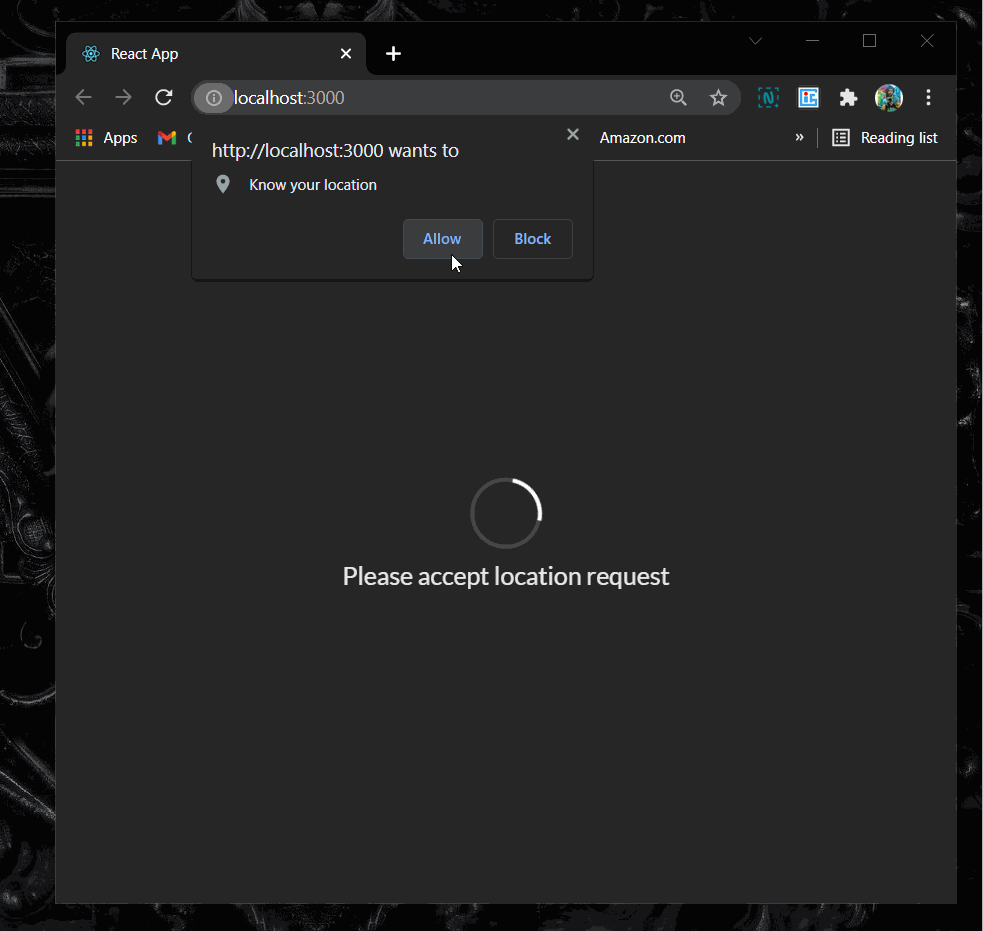 React App
localhost:3000
Apps
Amazon.com
» Reading list
http://localhost:3000 wants to
Know your location
Allow Block
Please accept location request